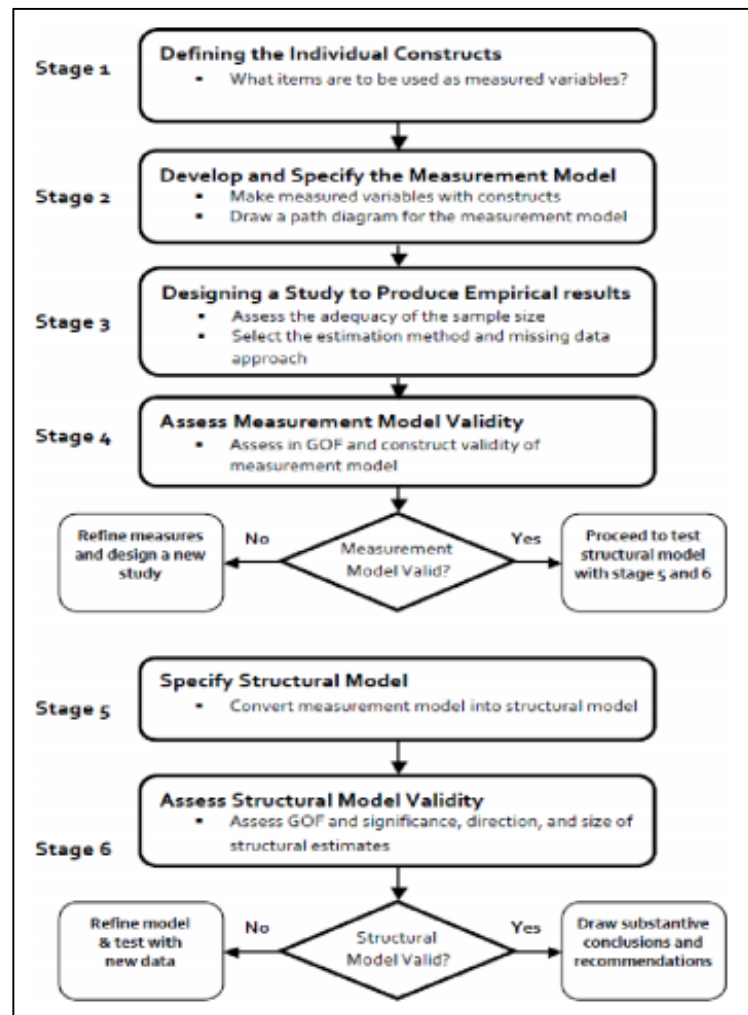 Stage 1
Defining the Individual Constructs
▪ What items are to be used as measured variables?
Stage 2
Develop and Specify the Measurement Model
▪ Make measured variables with constructs
▪ Draw a path diagram for the measurement model
Stage 3
Designing a Study to Produce Empirical results
▪ Assess the adequacy of the sample size
▪ Select the estimation method and missing data
approach
Stage 4
Assess Measurement Model Validity
▪ Assess in GOF and construct validity of
measurement model
Refine measures
and design a new
study
No
Measurement
Model Valid?
Yes
Proceed to test
structural model
with stage 5 and 6
Stage 5
Specify Structural Model
▪ Convert measurement model into structural model
Stage 6
Assess Structural Model Validity
▪ Assess GOF and significance, direction, and size of
structural estimates
Refine model
& test with
new data
No
Structural
Model Valid?
Yes
Draw substantive
conclusions and
recommendations